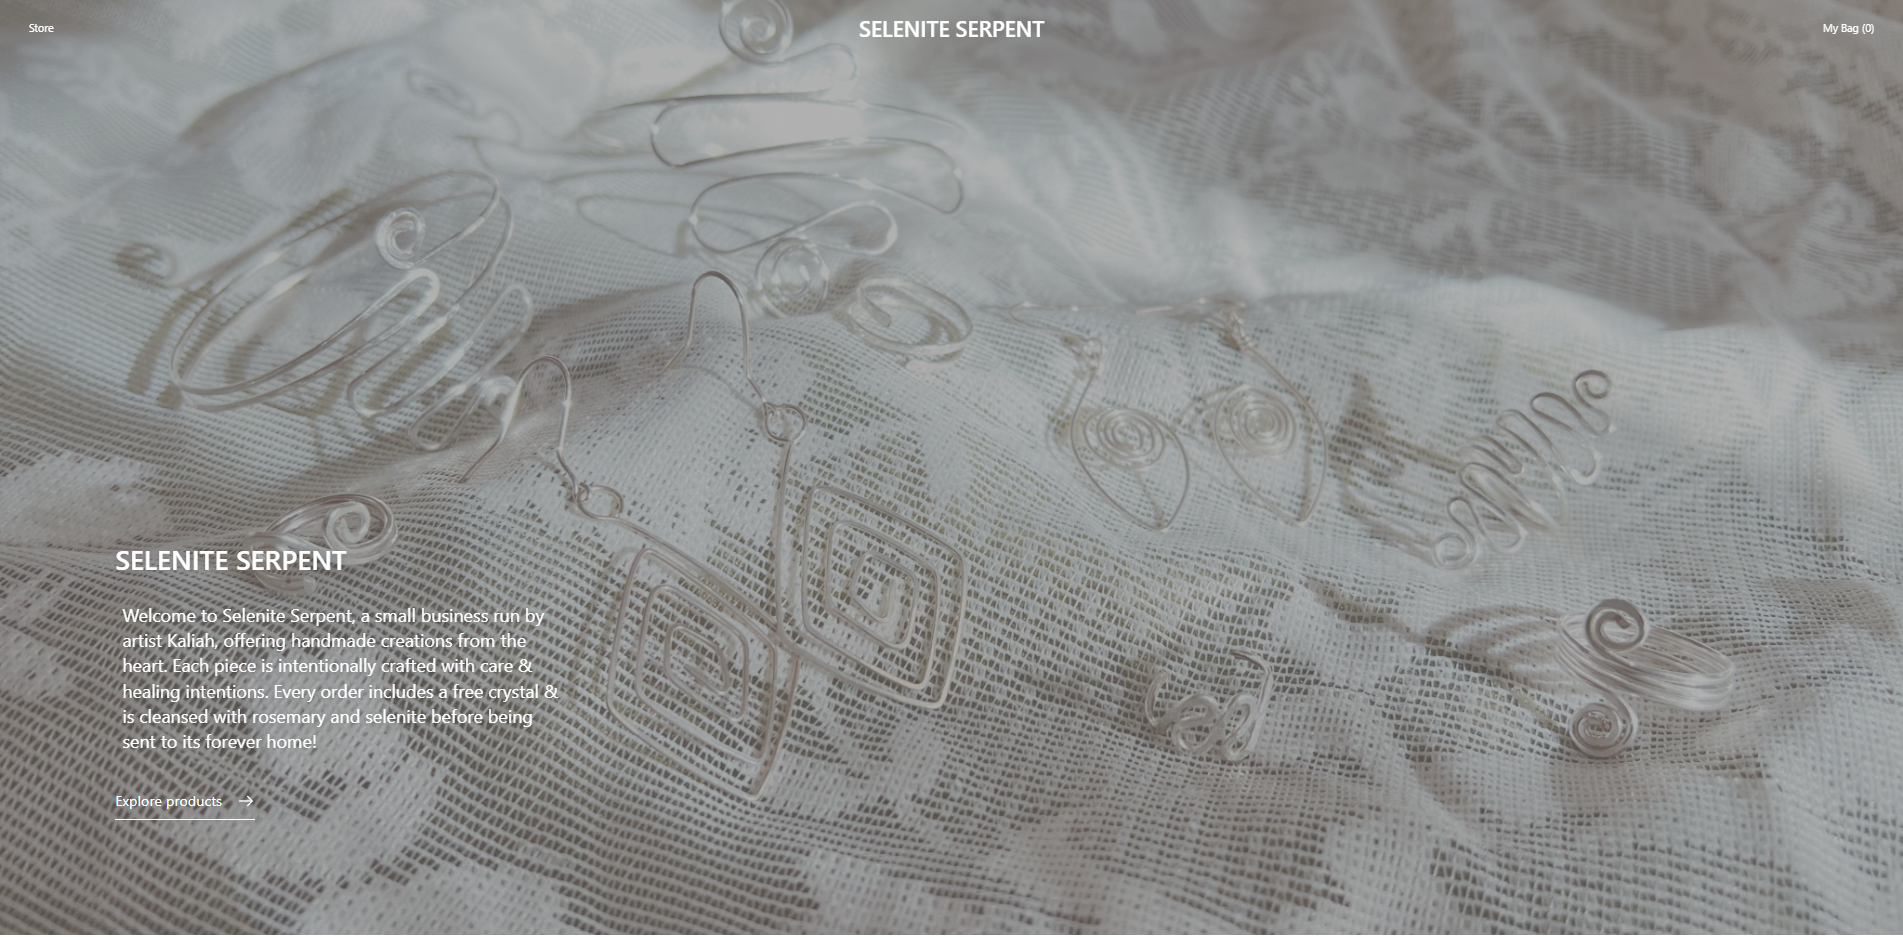 Store
SELENITE SERPENT
My Bag (0)
SELENITE SERPENT
Welcome to Selenite Serpent, a small business run by
artist Kaliah, offering handmade creations from the
heart. Each piece is intentionally crafted with care &
healing intentions. Every order includes a free crystal &
is cleansed with rosemary and selenite before being
sent to its forever home!
Explore products